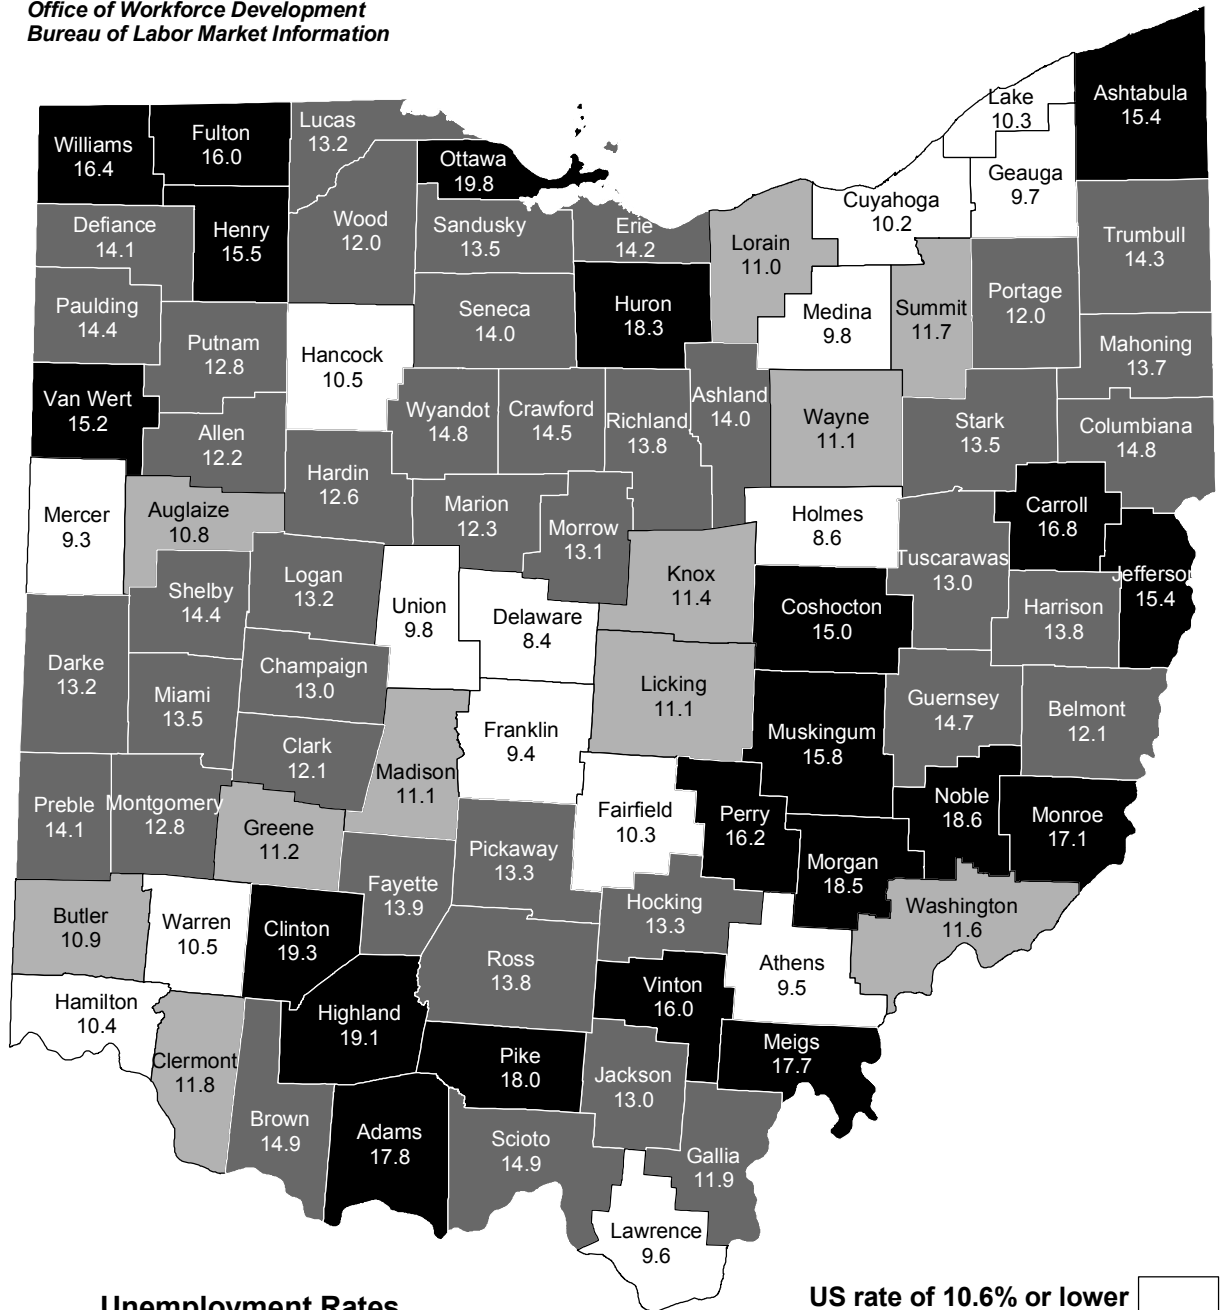 Office of Workforce Development
Bureau of Labor Market Information
Lake
10.3
Ashtabula
15.4
Williams
16.4
Fulton
16.0
Lucas
13.2
Ottawa
19.8
Geauga
9.7
Cuyahoga
10.2
Defiance
14.1
Henry
15.5
Wood
12.0
Sandusky
13.5
Erie
14.2
Lorain
11.0
Trumbull
14.3
Paulding
14.4
Putnam
12.8
Hancock
10.5
Seneca
14.0
Huron
18.3
Medina
9.8
Summit
11.7
Portage
12.0
Mahoning
13.7
Van Wert
15.2
Allen
12.2
Wyandot
14.8
Crawford
14.5
Richland
13.8
Ashland
14.0
Wayne
11.1
Stark
13.5
Columbiana
14.8
Mercer
9.3
Auglaize
10.8
Hardin
12.6
Marion
12.3
Morrow
13.1
Holmes
8.6
Carroll
16.8
Shelby
14.4
Logan
13.2
Union
9.8
Delaware
8.4
Knox
11.4
Coshocton
15.0
Tuscarawas
13.0
Harrison
13.8
Jefferson
15.4
Darke
13.2
Miami
13.5
Champaign
13.0
Clark
12.1
Madison
11.1
Franklin
9.4
Licking
11.1
Muskingum
15.8
Guernsey
14.7
Belmont
12.1
Preble
14.1
Montgomery
12.8
Greene
11.2
Fayette
13.9
Pickaway
13.3
Fairfield
10.3
Perry
16.2
Morgan
18.5
Noble
18.6
Monroe
17.1
Butler
10.9
Warren
10.5
Clinton
19.3
Ross
13.8
Hocking
13.3
Athens
9.5
Washington
11.6
Hamilton
10.4
Clermont
11.8
Highland
19.1
Pike
18.0
Vinton
16.0
Jackson
13.0
Meigs
17.7
Brown
14.9
Adams
17.8
Scioto
14.9
Gallia
11.9
Lawrence
9.6
Unemployment Rates
US rate of 10.6% or lower